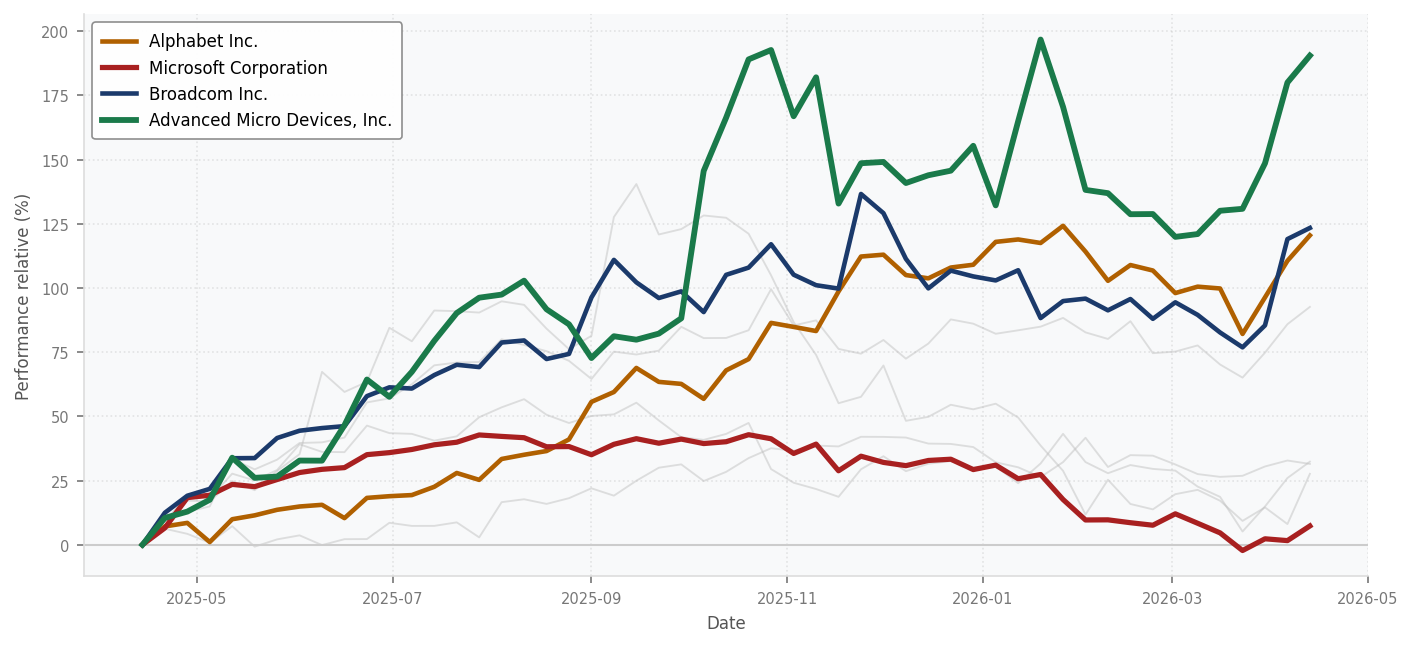 Alphabet Inc.
Microsoft Corporation
Broadcom Inc.
Advanced Micro Devices, Inc.
Performance relative (%)
200
175
150
125
100
75
50
25
0
2025-05
2025-07
2025-09
2025-11
2026-01
2026-03
2026-05
Date